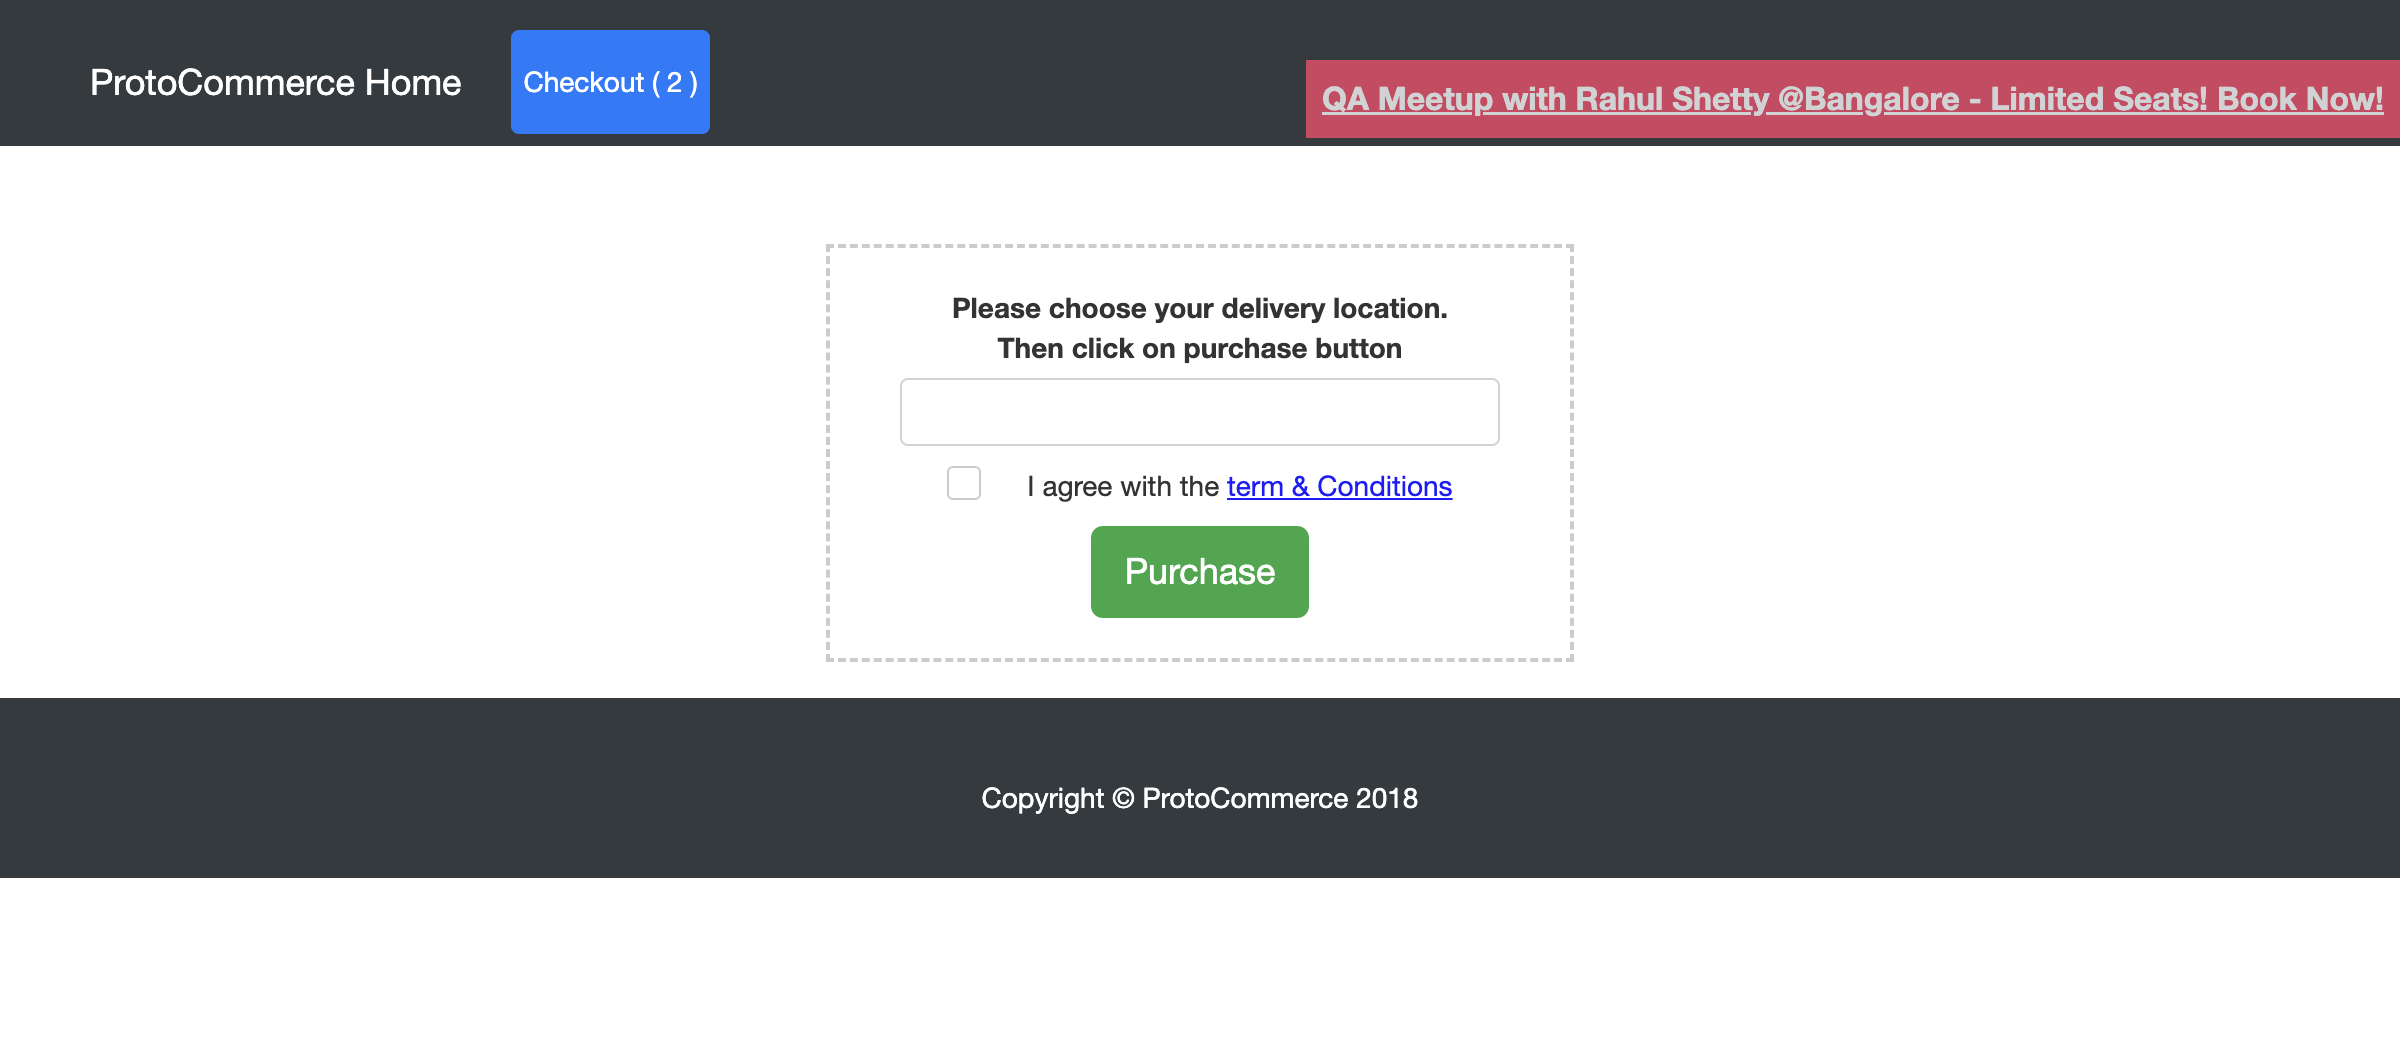 ProtoCommerce Home
Checkout ( 2 )
QA Meetup with Rahul Shetty @Bangalore - Limited Seats! Book Now!
Please choose your delivery location.
Then click on purchase button
I agree with the term & Conditions
Purchase
Copyright © ProtoCommerce 2018